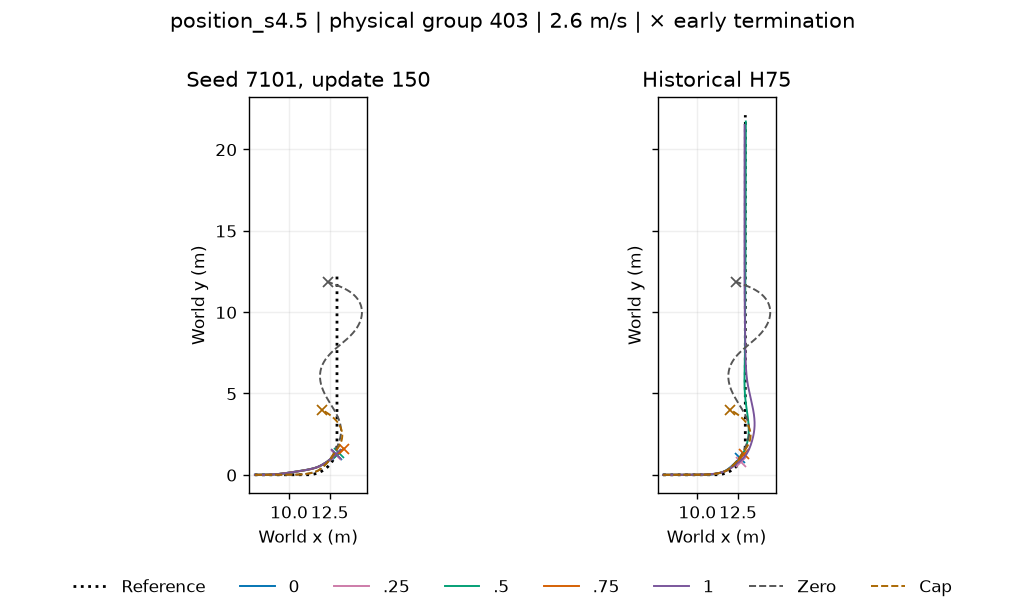 position_s4.5 | physical group 403 | 2.6 m/s | × early termination
Seed 7101, update 150
Historical H75
20
15
10
5
0
World y (m)
World y (m)
10.0 12.5
10.0 12.5
World x (m)
World x (m)
Reference 0 .25 .5 .75 1 Zero Cap